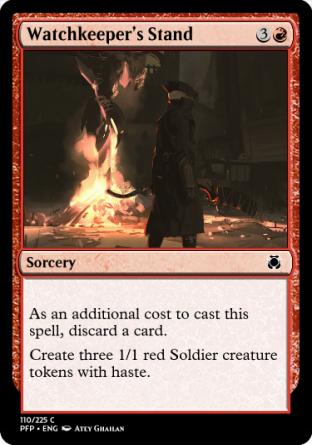 Watchkeeper's Stand 3
Sorcery
As an additional cost to cast this
spell, discard a card.
Create three 1/1 red Soldier creature
tokens with haste.
110/225 C
PFP • ENG Atey Ghailan